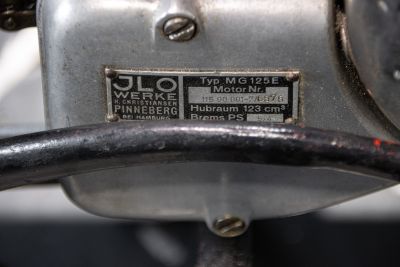 JLO
WERKE
H. CHRISTIANSEN
PINNEBERG
BEI HAMBURG
Typ MG125E
Motor Nr.
Hubraum 123 cm³
Brems PS